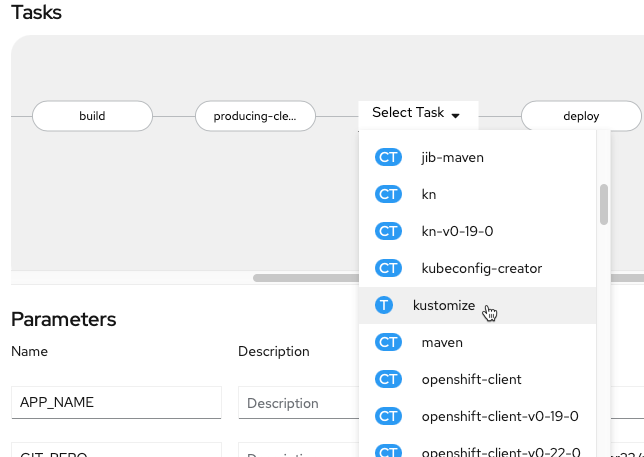 Tasks
build
producing-cle...
Select Task
deploy
CT jib-maven
CT kn
CT kn-v0-19-0
CT kubeconfig-creator
T kustomize
CT maven
CT openshift-client
CT openshift-client-v0-19-0
CT openshift-client-v0-22-0
Parameters
Name
Description
APP_NAME
Description
GIT_REPO
Description